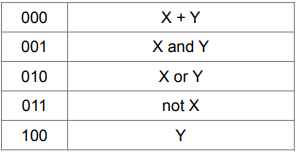 000 X + Y
001 X and Y
010 X or Y
011 not X
100 Y